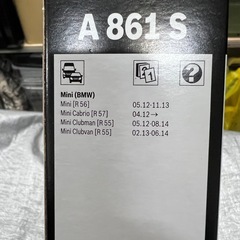 A 861 S
Mini (BMW)
Mini [R 56] 05.12-11.13
Mini Cabrio [R 57] 04.12→
Mini Clubman [R 55] 05.12-08.14
Mini Clubvan [R 55] 02.13-06.14